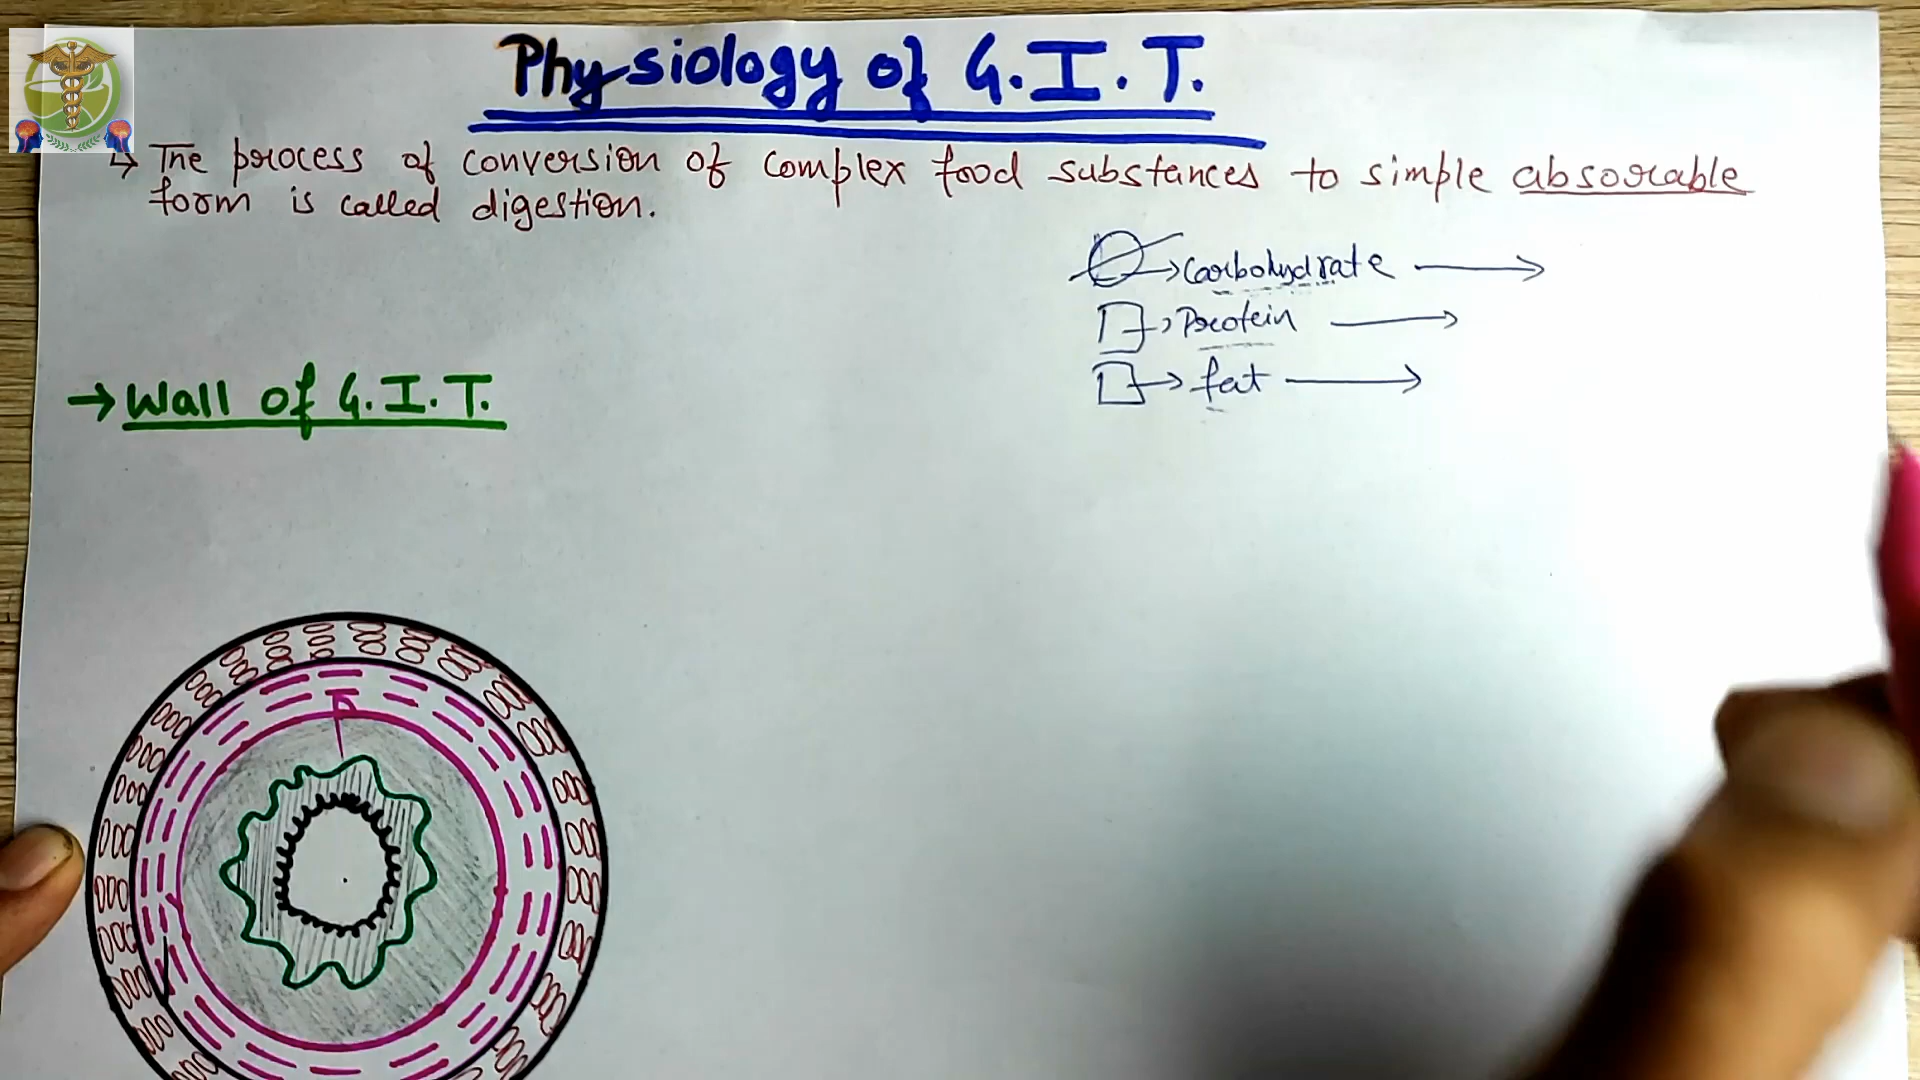 Physiology of G.I.T.
↳ The process of conversion of complex food substances to simple absorable
form is called digestion.
→ Carbohydrate →
→ Protein →
→ fat →
→ Wall of G.I.T.